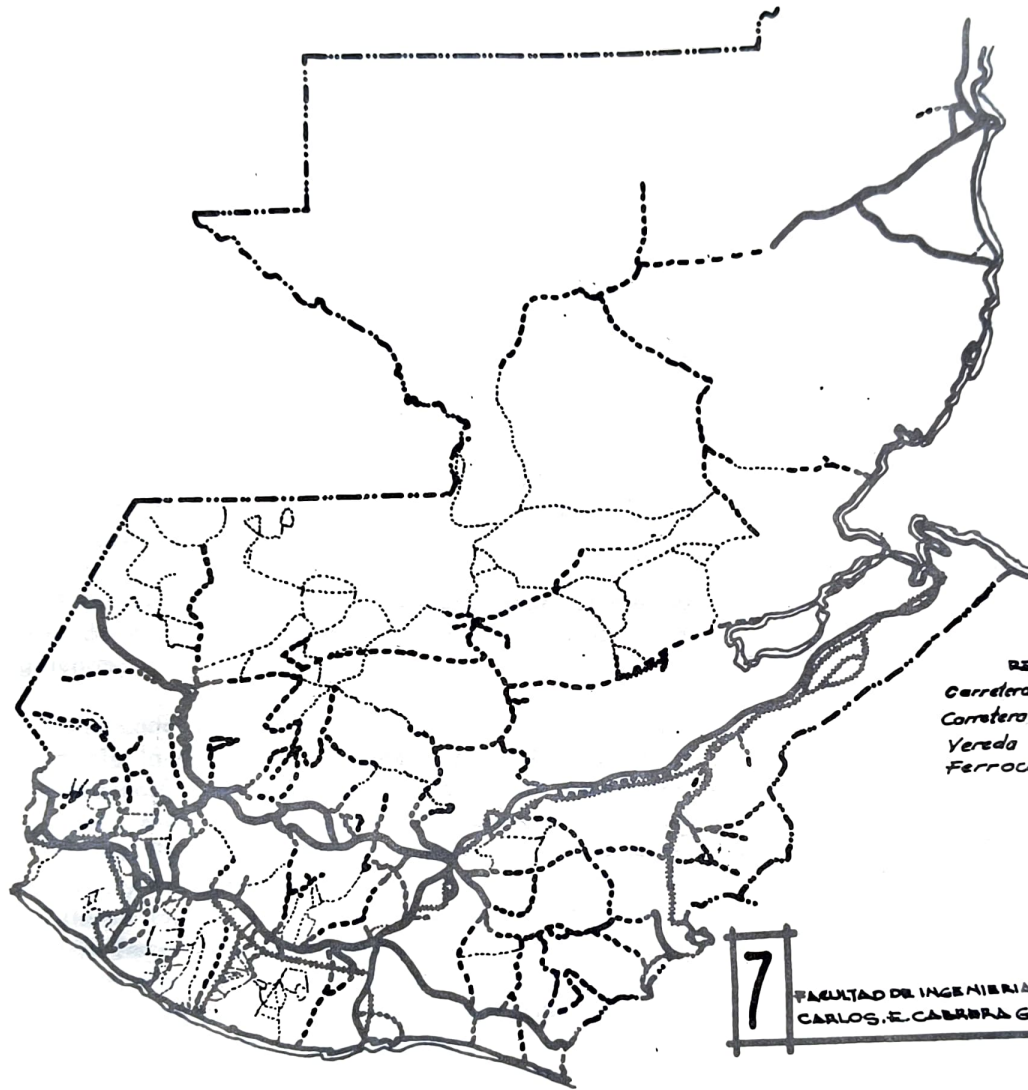 Carretera
Carretera
Vereda
7
FACULTAD DE INGENIERIA
CARLOS. E. CABRERA G